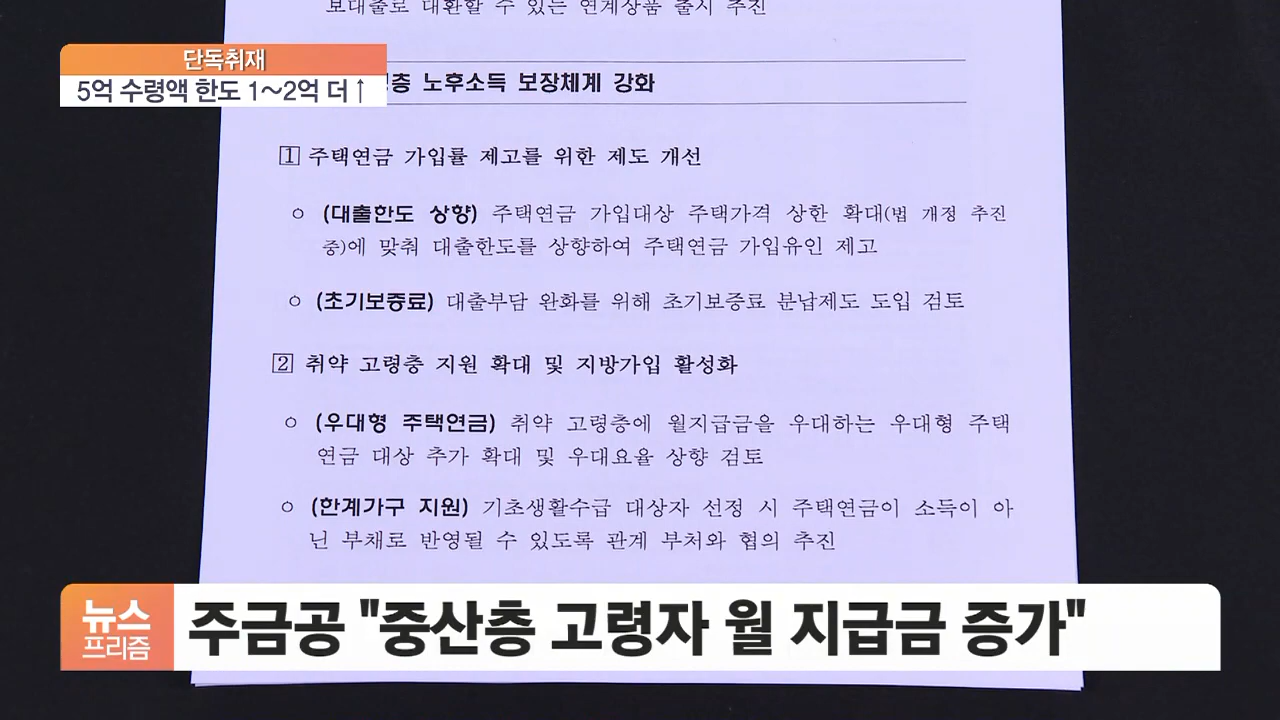 보대출로 대환할 수 있는 연계상품 출시 추진
단독취재
5억 수령액 한도 1~2억 더↑
령층 노후소득 보장체계 강화
1 주택연금 가입률 제고를 위한 제도 개선
○ (대출한도 상향) 주택연금 가입대상 주택가격 상한 확대(법 개정 추진
중)에 맞춰 대출한도를 상향하여 주택연금 가입유인 제고
○ (초기보증료) 대출부담 완화를 위해 초기보증료 분납제도 도입 검토
2 취약 고령층 지원 확대 및 지방가입 활성화
○ (우대형 주택연금) 취약 고령층에 월지급금을 우대하는 우대형 주택
연금 대상 추가 확대 및 우대요율 상향 검토
○ (한계가구 지원) 기초생활수급 대상자 선정 시 주택연금이 소득이 아
닌 부채로 반영될 수 있도록 관계 부처와 협의 추진
뉴스
프리즘
주금공 "중산층 고령자 월 지급금 증가"